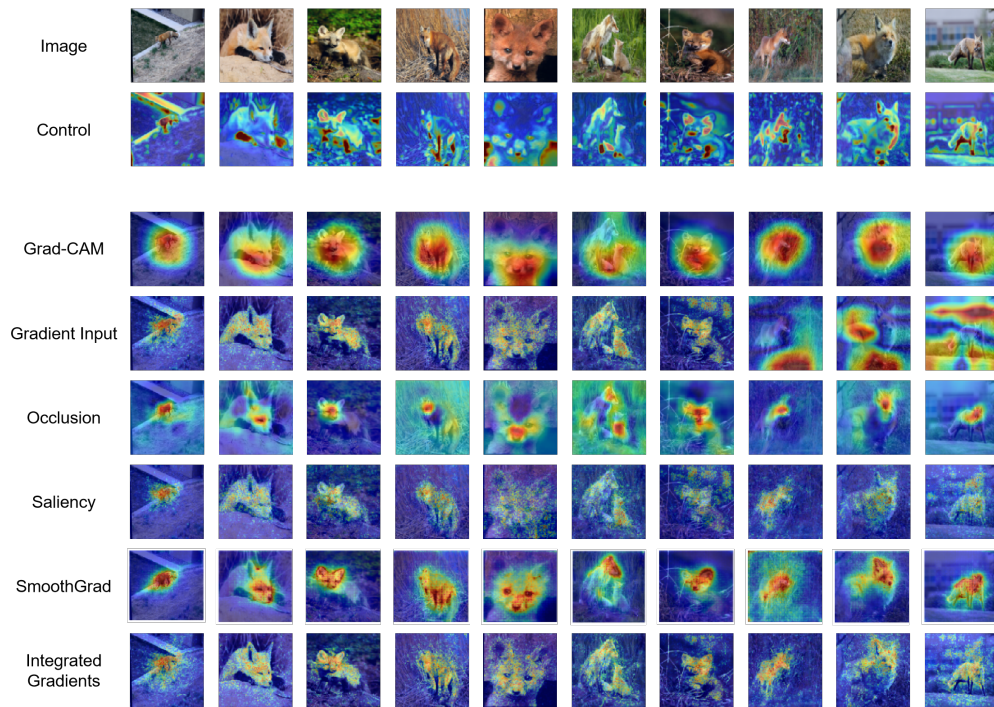 Image
Control
Grad-CAM
Gradient Input
Occlusion
Saliency
SmoothGrad
Integrated
Gradients